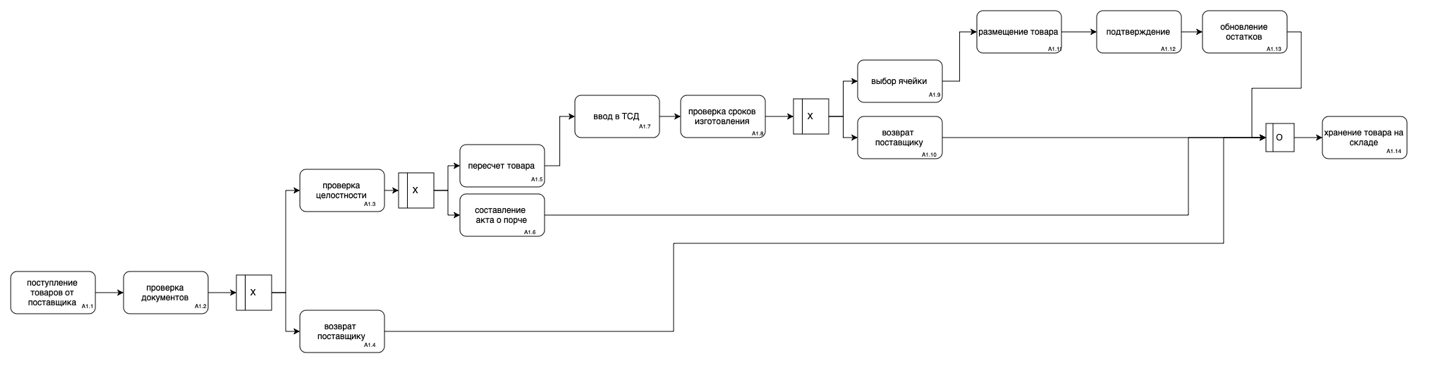 размещение товара
A1.11
подтверждение
A1.12
обновление
остатков
A1.13
выбор ячейки
A1.9
ввод в ТСД
A1.7
проверка сроков
изготовления
A1.8
X
возврат
поставщику
A1.10
O
хранение товара на
складе
A1.14
пересчет товара
A1.5
проверка
целостности
A1.3
X
составление
акта о порче
A1.6
поступление
товаров от
поставщика
A1.1
проверка
документов
A1.2
X
возврат
поставщику
A1.4